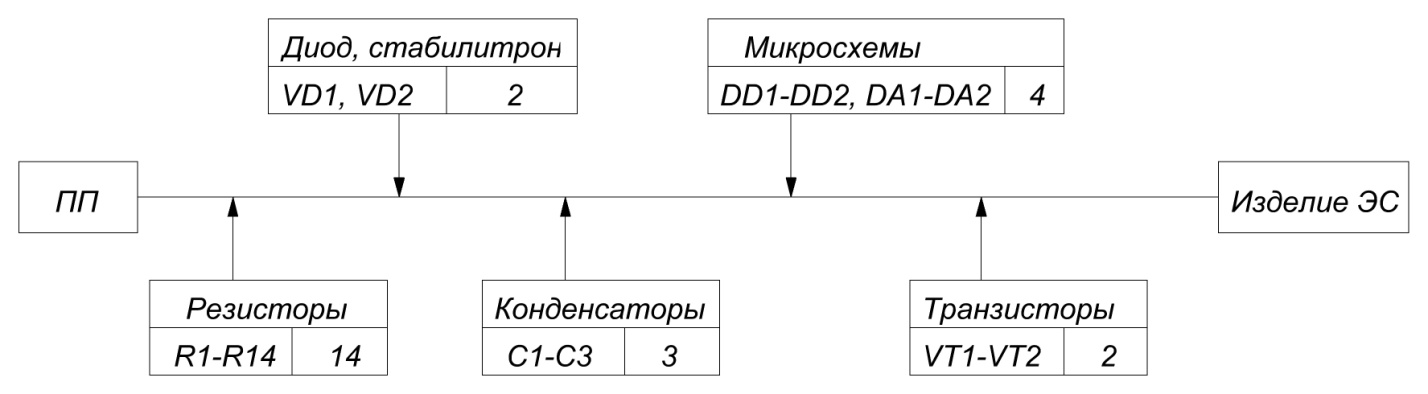 Диод, стабилитрон
VD1, VD2 2
Микросхемы
DD1-DD2, DA1-DA2 4
ПП
Изделие ЭС
Резисторы
R1-R14 14
Конденсаторы
C1-C3 3
Транзисторы
VT1-VT2 2